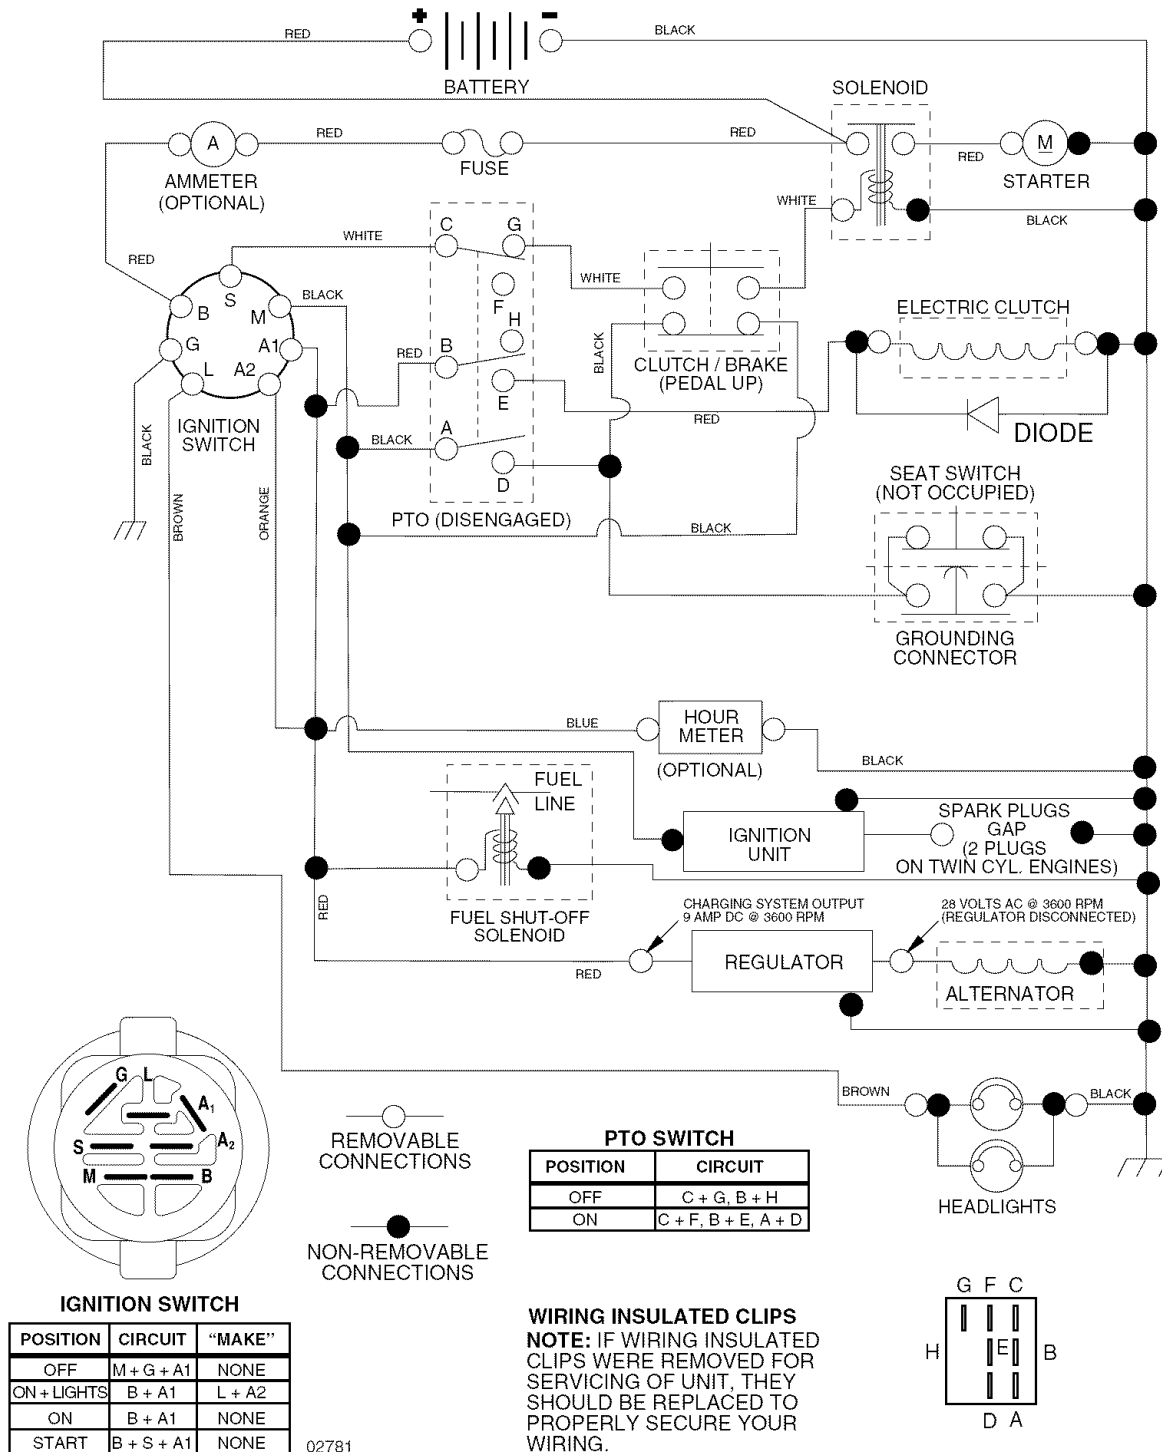 + -
RED
BLACK
BATTERY
SOLENOID
A
RED
RED
FUSE
RED
M
STARTER
AMMETER
(OPTIONAL)
WHITE
BLACK
C G
WHITE
RED
S
B
M
BLACK
F
WHITE
G
A1
H
ELECTRIC CLUTCH
L
A2
RED
B
BLACK
CLUTCH / BRAKE
(PEDAL UP)
E
RED
IGNITION
SWITCH
BLACK
BLACK
A
DIODE
D
SEAT SWITCH
(NOT OCCUPIED)
BROWN
ORANGE
PTO (DISENGAGED)
BLACK
GROUNDING
CONNECTOR
BLUE
HOUR
METER
(OPTIONAL)
BLACK
FUEL
LINE
IGNITION
UNIT
SPARK PLUGS
GAP
(2 PLUGS
ON TWIN CYL. ENGINES)
RED
FUEL SHUT-OFF
SOLENOID
CHARGING SYSTEM OUTPUT
9 AMP DC @ 3600 RPM
28 VOLTS AC @ 3600 RPM
(REGULATOR DISCONNECTED)
RED
REGULATOR
ALTERNATOR
G L
A1
S
A2
M
B
BROWN
BLACK
HEADLIGHTS
REMOVABLE
CONNECTIONS
NON-REMOVABLE
CONNECTIONS
PTO SWITCH
POSITION CIRCUIT
OFF C + G, B + H
ON C + F, B + E, A + D
IGNITION SWITCH
POSITION CIRCUIT “MAKE”
OFF M + G + A1 NONE
ON + LIGHTS B + A1 L + A2
ON B + A1 NONE
START B + S + A1 NONE
02781
WIRING INSULATED CLIPS
NOTE: IF WIRING INSULATED
CLIPS WERE REMOVED FOR
SERVICING OF UNIT, THEY
SHOULD BE REPLACED TO
PROPERLY SECURE YOUR
WIRING.
G F C
H E B
D A